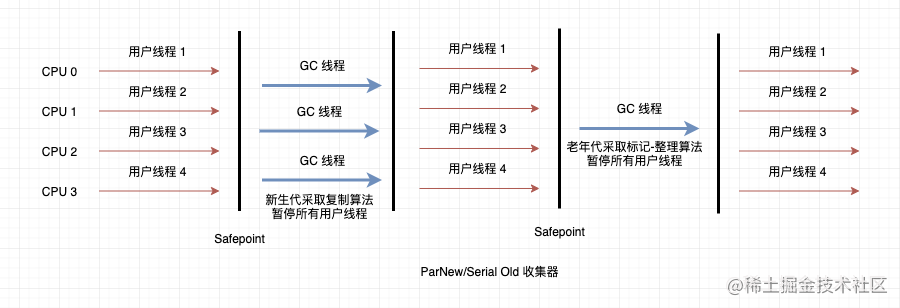 用户线程 1
GC 线程
用户线程 1
用户线程 1
CPU 0
用户线程 2
GC 线程
用户线程 2
GC 线程
用户线程 2
CPU 1
用户线程 3
GC 线程
用户线程 3
老年代采取标记-整理算法
暂停所有用户线程
用户线程 3
CPU 2
用户线程 4
用户线程 4
用户线程 4
CPU 3
新生代采取复制算法
暂停所有用户线程
Safepoint
Safepoint
ParNew/Serial Old 收集器
@稀土掘金技术社区